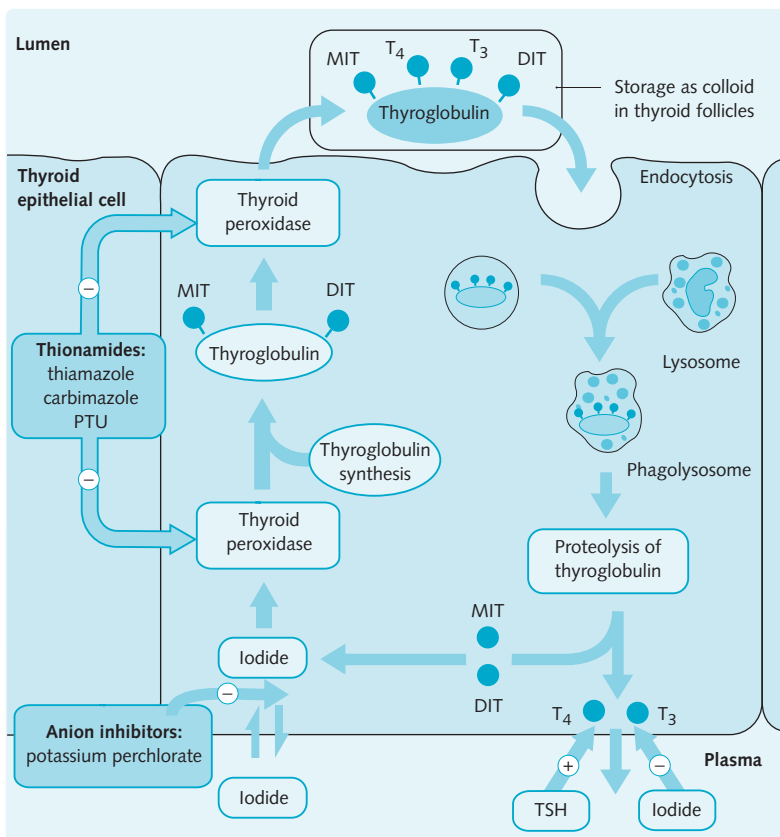 Lumen
MIT
T4
T3
DIT
Thyroglobulin
Storage as colloid
in thyroid follicles
Thyroid
epithelial cell
Thyroid
peroxidase
Endocytosis
−
MIT
DIT
Thyroglobulin
Lysosome
Thionamides:
thiamazole
carbimazole
PTU
Thyroglobulin
synthesis
Phagolysosome
−
Thyroid
peroxidase
Proteolysis of
thyroglobulin
MIT
Iodide
DIT
−
T4
T3
Anion inhibitors:
potassium perchlorate
Plasma
+
−
Iodide
TSH
Iodide